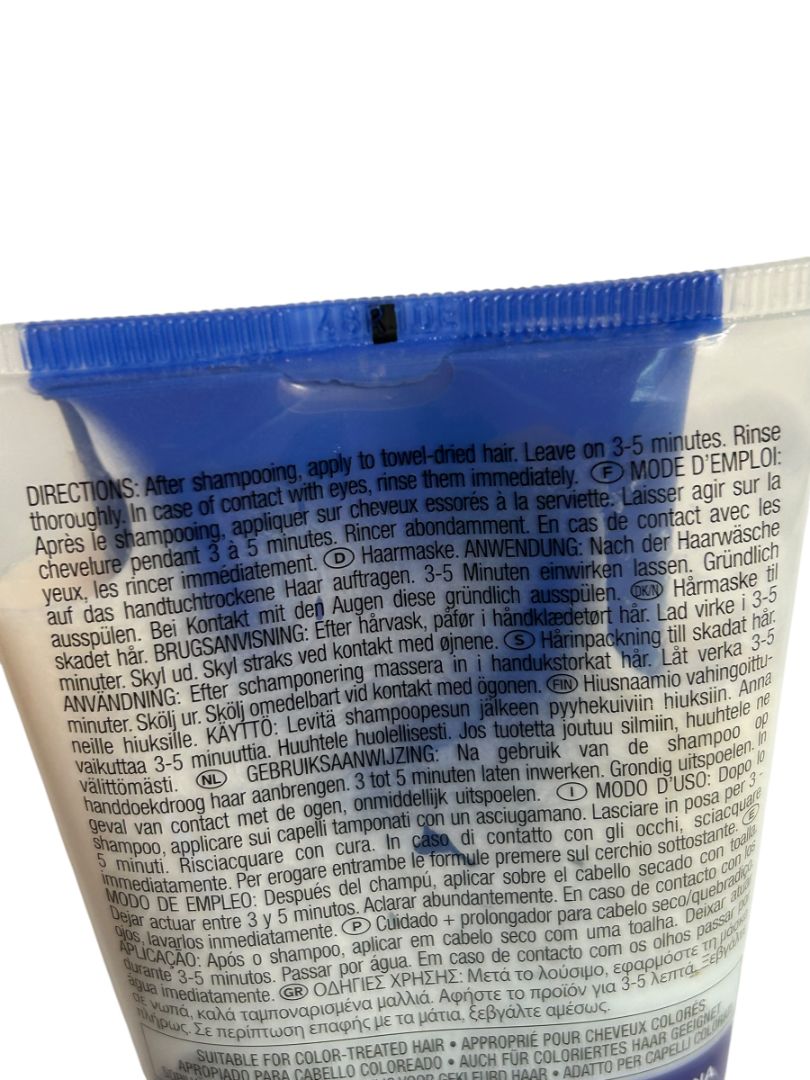 DIRECTIONS: After shampooing, apply to towel-dried hair. Leave on 3-5 minutes. Rinse
thoroughly. In case of contact with eyes, rinse them immediately. F MODE D'EMPLOI:
Après le shampooing, appliquer sur cheveux essorés à la serviette. Laisser agir sur la
chevelure pendant 3 à 5 minutes. Rincer abondamment. En cas de contact avec les
yeux, les rincer immédiatement. D Haarmaske. ANWENDUNG: Nach der Haarwäsche
auf das handtuchtrockene Haar auftragen. 3-5 Minuten einwirken lassen. Gründlich
ausspülen. Bei Kontakt mit den Augen diese gründlich ausspülen. DK/N Hårmaske til
skadet hår. BRUGSANVISNING: Efter hårvask, påfør i håndklædetørt hår. Lad virke i 3-5
minuter. Skyl ud. Skyl straks ved kontakt med øjnene. S Hårinpackning till skadat hår.
ANVÄNDNING: Efter schamponering massera in i handukstorkat hår. Låt verka 3-5
minuter. Skölj ur. Skölj omedelbart vid kontakt med ögonen. FIN Hiusnaamio vahingoittu-
neille hiuksille. KÄYTTÖ: Levitä shampoopesun jälkeen pyyhekuiviin hiuksiin. Anna
vaikuttaa 3-5 minuuttia. Huuhtele huolellisesti. Jos tuotetta joutuu silmiin, huuhtele ne
välittömästi. NL GEBRUIKSAANWIJZING: Na gebruik van de shampoo op
handdoekdroog haar aanbrengen. 3 tot 5 minuten laten inwerken. Grondig uitspoelen. In
geval van contact met de ogen, onmiddellijk uitspoelen. I MODO D'USO: Dopo lo
shampoo, applicare sui capelli tamponati con un asciugamano. Lasciare in posa per 3 -
5 minuti. Risciacquare con cura. In caso di contatto con gli occhi, sciacquare
immediatamente. Per erogare entrambe le formule premere sul cerchio sottostante. E
MODO DE EMPLEO: Después del champú, aplicar sobre el cabello secado con toalla.
Dejar actuar entre 3 y 5 minutos. Aclarar abundantemente. En caso de contacto con los
ojos, lavarlos inmediatamente. P Cuidado + prolongador para cabelo seco/quebradiço
APLICAÇÃO: Após o shampoo, aplicar em cabelo seco com uma toalha. Deixar atuar
durante 3-5 minutos. Passar por água. Em caso de contacto com os olhos passar por
água imediatamente. GR ΟΔΗΓΙΕΣ ΧΡΗΣΗΣ: Μετά το λούσιμο, εφαρμόστε τη μάσκα
σε νωπά, καλά ταμποναρισμένα μαλλιά. Αφήστε το προϊόν για 3-5 λεπτά. Ξεβγάλτε
πλήρως. Σε περίπτωση επαφής με τα μάτια, ξεβγάλτε αμέσως.
SUITABLE FOR COLOR-TREATED HAIR • APPROPRIÉ POUR CHEVEUX COLORÉS
APROPIADO PARA CABELLO COLOREADO • AUCH FÜR COLORIERTES HAAR GEEIGNET
VOOR GEKLEURD HAAR • ADATTO PER CAPELLI